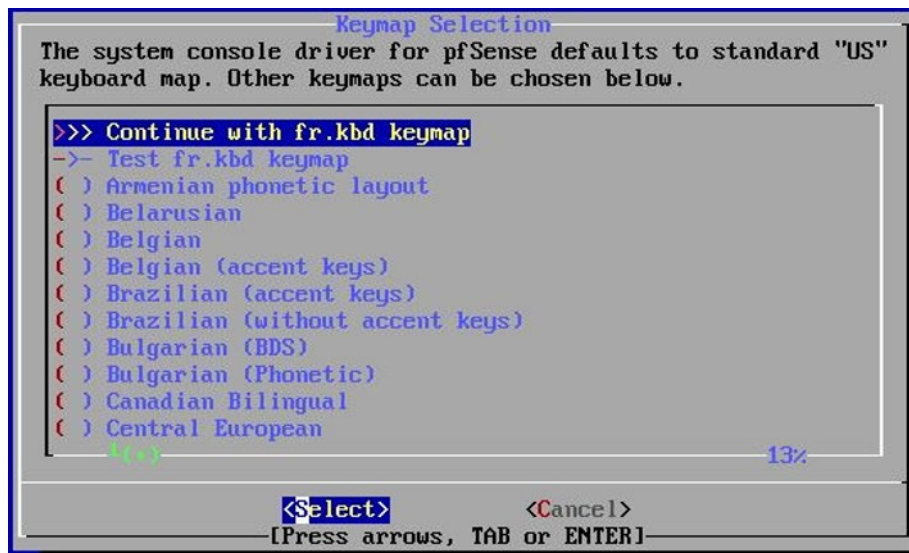 Keymap Selection
The system console driver for pfSense defaults to standard "US"
keyboard map. Other keymaps can be chosen below.
>>> Continue with fr.kbd keymap
->- Test fr.kbd keymap
( ) Armenian phonetic layout
( ) Belarusian
( ) Belgian
( ) Belgian (accent keys)
( ) Brazilian (accent keys)
( ) Brazilian (without accent keys)
( ) Bulgarian (BDS)
( ) Bulgarian (Phonetic)
( ) Canadian Bilingual
( ) Central European
┴(+) 13%
<Select> <Cancel>
[Press arrows, TAB or ENTER]